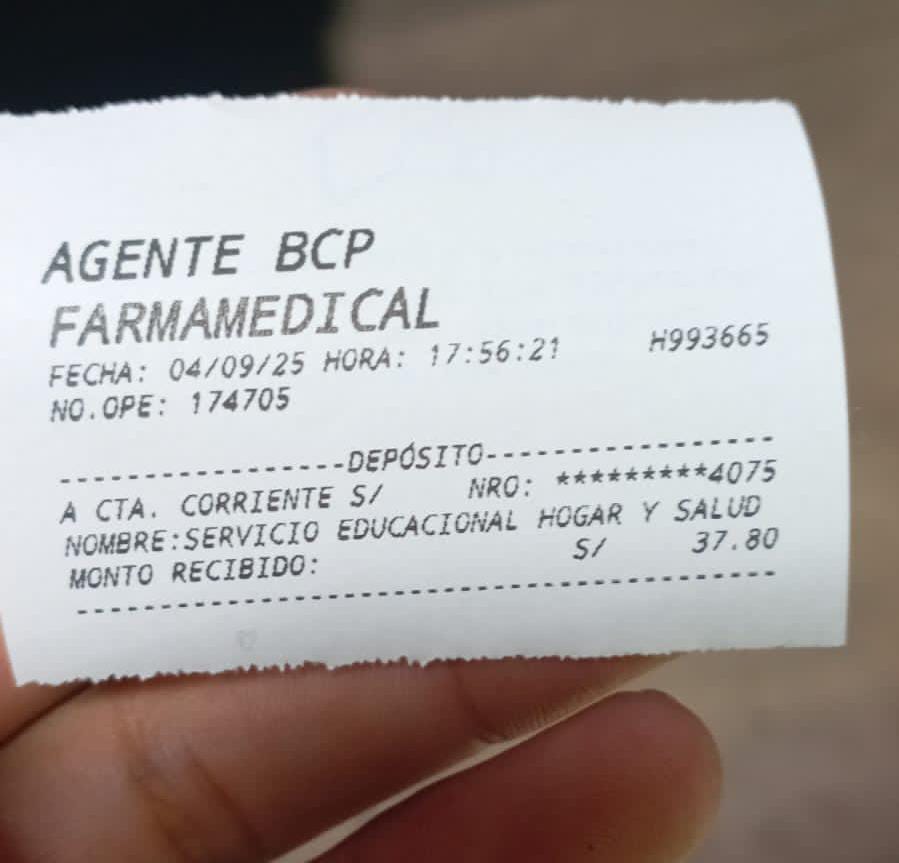 AGENTE BCP
FARMAMEDICAL
FECHA: 04/09/25 HORA: 17:56:21 H993665
NO.OPE: 174705
-----------------DEPÓSITO-----------------
A CTA. CORRIENTE S/ NRO: *********4075
NOMBRE:SERVICIO EDUCACIONAL HOGAR Y SALUD
MONTO RECIBIDO: S/ 37.80
------------------------------------------